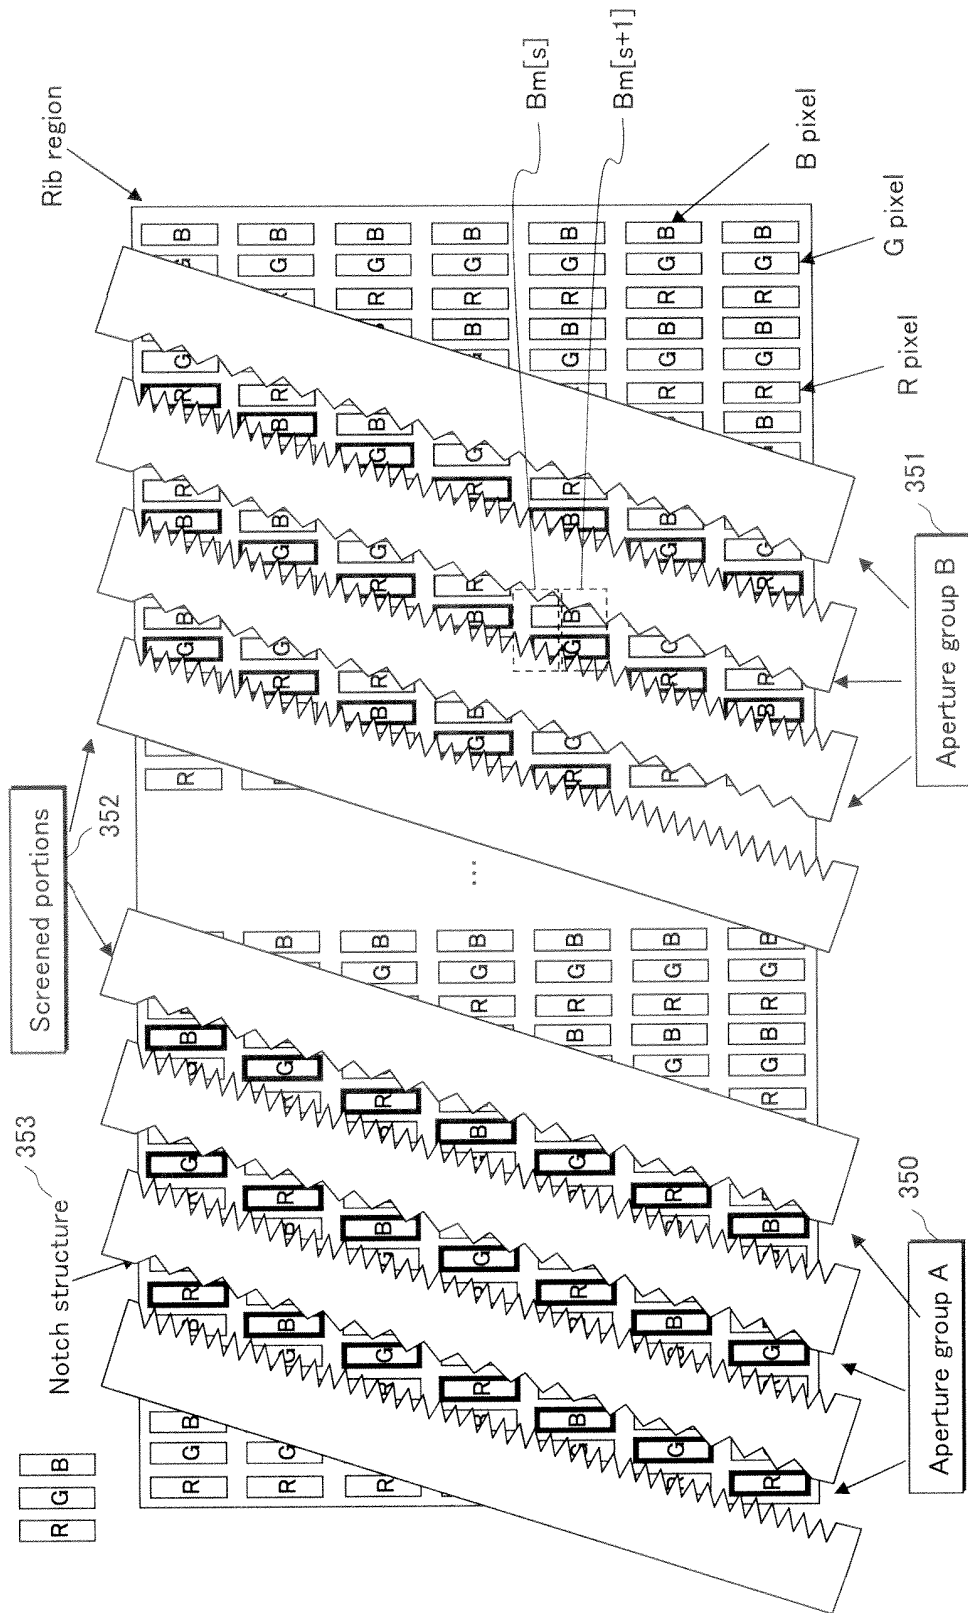 R G B
Notch structure 353
Screened portions
352
Rib region
R G B R G B R G B B R R G G B
R G G B R G B R G G B B R R G B
R G B R G B B R R G G B R G B
R G B R G B G B B R R G B R G B
B R G B R G B R G G B B R G B R G B
G B R G B R G B R R G G B R G B R G B
R G B R G B R G B B R R G B R G B R G B
...
Bm[s]
Bm[s+1]
R pixel
G pixel
B pixel
350
351
Aperture group A
Aperture group B